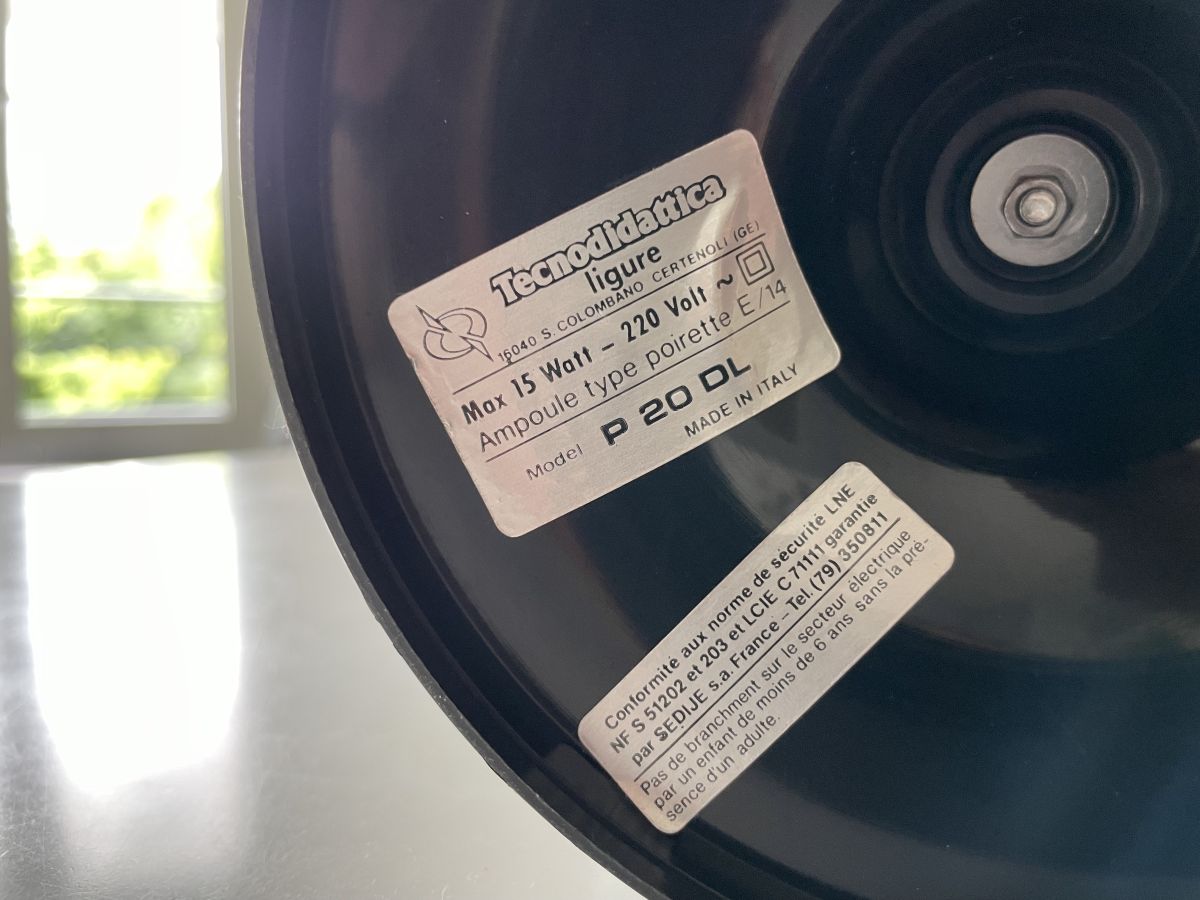 Tecnodidattica
ligure
16040 S. COLOMBANO CERTENOLI (GE)
Max 15 Watt – 220 Volt ~
Ampoule type poirette E/14
Model P 20 DL
MADE IN ITALY
Conformité aux norme de sécurité LNE
NF S 51202 et 203 et LCIE C 71111 garantie
par SEDIJE s.a. France – Tel. (79) 350811
Pas de branchment sur le secteur électrique
par un enfant de moins de 6 ans sans la pré-
sence d'un adulte.